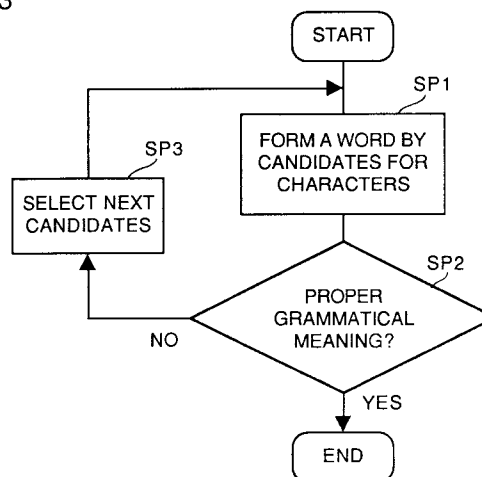 START
SP1
FORM A WORD BY
CANDIDATES FOR
CHARACTERS
SP3
SELECT NEXT
CANDIDATES
SP2
PROPER
GRAMMATICAL
MEANING?
NO
YES
END